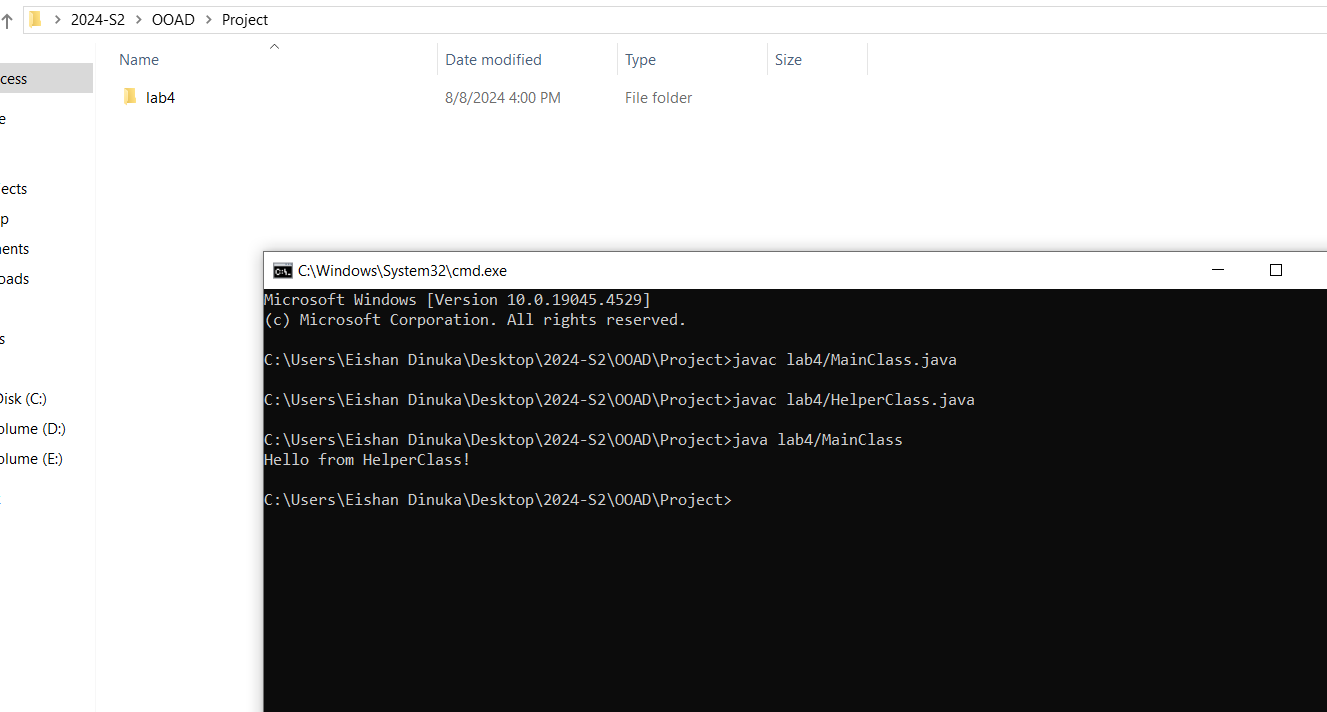 2024-S2 > OOAD > Project
Name Date modified Type Size
cess
lab4 8/8/2024 4:00 PM File folder
e
ects
p
ents
oads
s
Disk (C:)
olume (D:)
olume (E:)
C:\Windows\System32\cmd.exe
Microsoft Windows [Version 10.0.19045.4529]
(c) Microsoft Corporation. All rights reserved.
C:\Users\Eishan Dinuka\Desktop\2024-S2\OOAD\Project>javac lab4/MainClass.java
C:\Users\Eishan Dinuka\Desktop\2024-S2\OOAD\Project>javac lab4/HelperClass.java
C:\Users\Eishan Dinuka\Desktop\2024-S2\OOAD\Project>java lab4/MainClass
Hello from HelperClass!
C:\Users\Eishan Dinuka\Desktop\2024-S2\OOAD\Project>